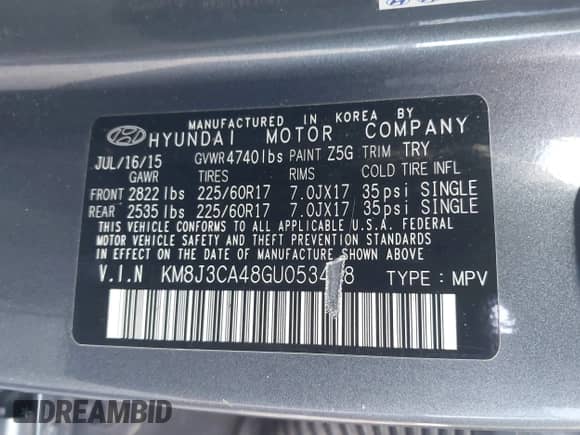 MANUFACTURED IN KOREA BY
HYUNDAI MOTOR COMPANY
JUL/16/15 GVWR 4740lbs PAINT Z5G TRIM TRY
GAWR TIRES RIMS COLD TIRE INFL
FRONT 2822 lbs 225/60R17 7.0JX17 35psi SINGLE
REAR 2535 lbs 225/60R17 7.0JX17 35psi SINGLE
THIS VEHICLE CONFORMS TO ALL APPLICABLE U.S.A. FEDERAL
MOTOR VEHICLE SAFETY AND THEFT PREVENTION STANDARDS
IN EFFECT ON THE DATE OF MANUFACTURE SHOWN ABOVE
V.I.N TYPE : MPV
DREAMBID